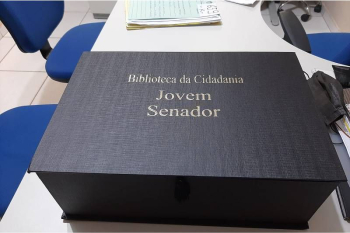 Biblioteca da Cidadania
Jovem
Senador